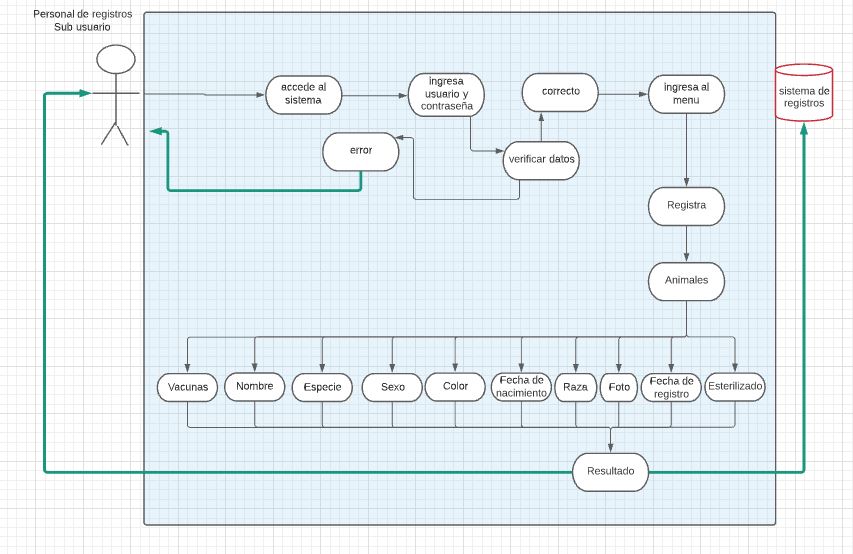 Personal de registros
Sub usuario
accede al
sistema
ingresa
usuario y
contraseña
correcto
ingresa al
menu
sistema de
registros
error
verificar datos
Registra
Animales
Vacunas
Nombre
Especie
Sexo
Color
Fecha de
nacimiento
Raza
Foto
Fecha de
registro
Esterilizado
Resultado